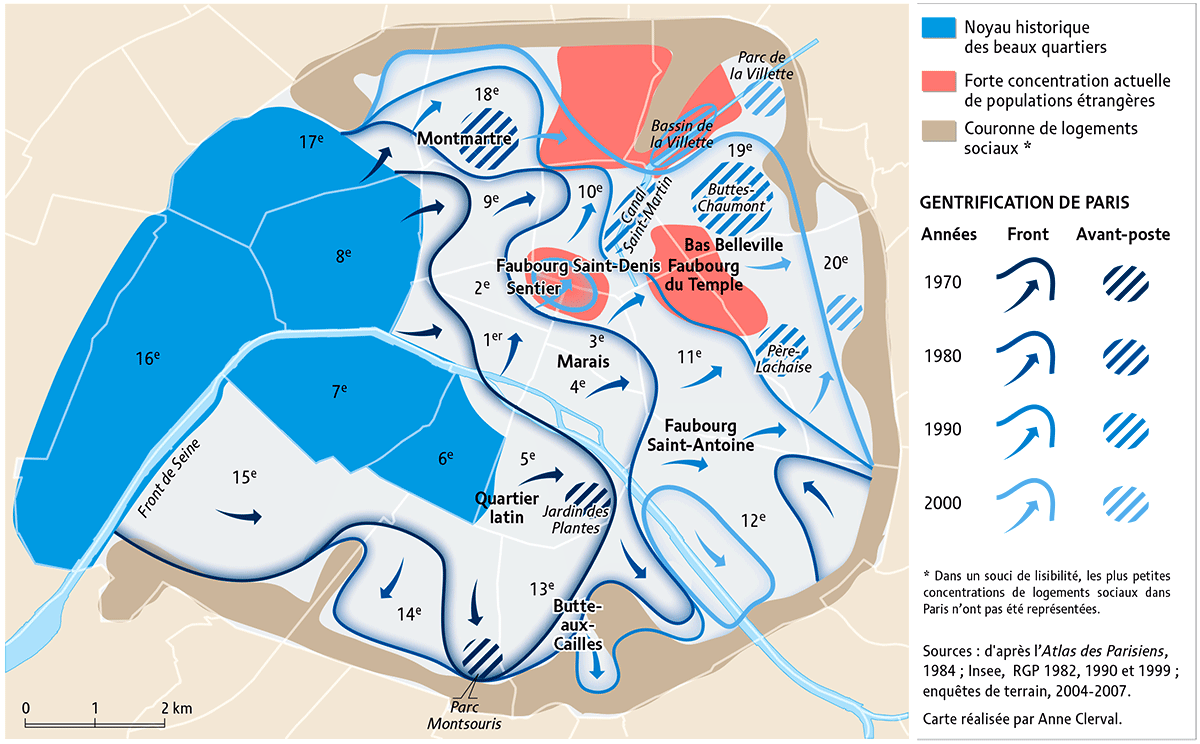 Noyau historique
des beaux quartiers
Forte concentration actuelle
de populations étrangères
Couronne de logements
sociaux *
GENTRIFICATION DE PARIS
Années Front Avant-poste
1970
1980
1990
2000
* Dans un souci de lisibilité, les plus petites
concentrations de logements sociaux dans
Paris n'ont pas été représentées.
Sources : d'après l'Atlas des Parisiens,
1984 ; Insee, RGP 1982, 1990 et 1999 ;
enquêtes de terrain, 2004-2007.
Carte réalisée par Anne Clerval.
Parc de
la Villette
18e
Montmartre
17e
Bassin de
la Villette
19e
Buttes-
Chaumont
10e
Canal
Saint-Martin
9e
8e
Bas Belleville
20e
Faubourg Saint-Denis
Faubourg
du Temple
Sentier
2e
1er
3e
Marais
4e
11e
Père-
Lachaise
16e
7e
6e
Faubourg
Saint-Antoine
5e
Quartier
latin
Jardin des
Plantes
15e
Front de Seine
12e
13e
14e
Butte-
aux-
Cailles
Parc
Montsouris
0 1 2 km